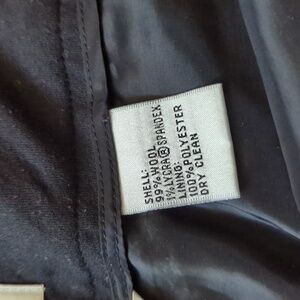 SHELL:
99% WOOL
1% LYCRA® SPANDEX
LINING:
100% POLYESTER
DRY CLEAN